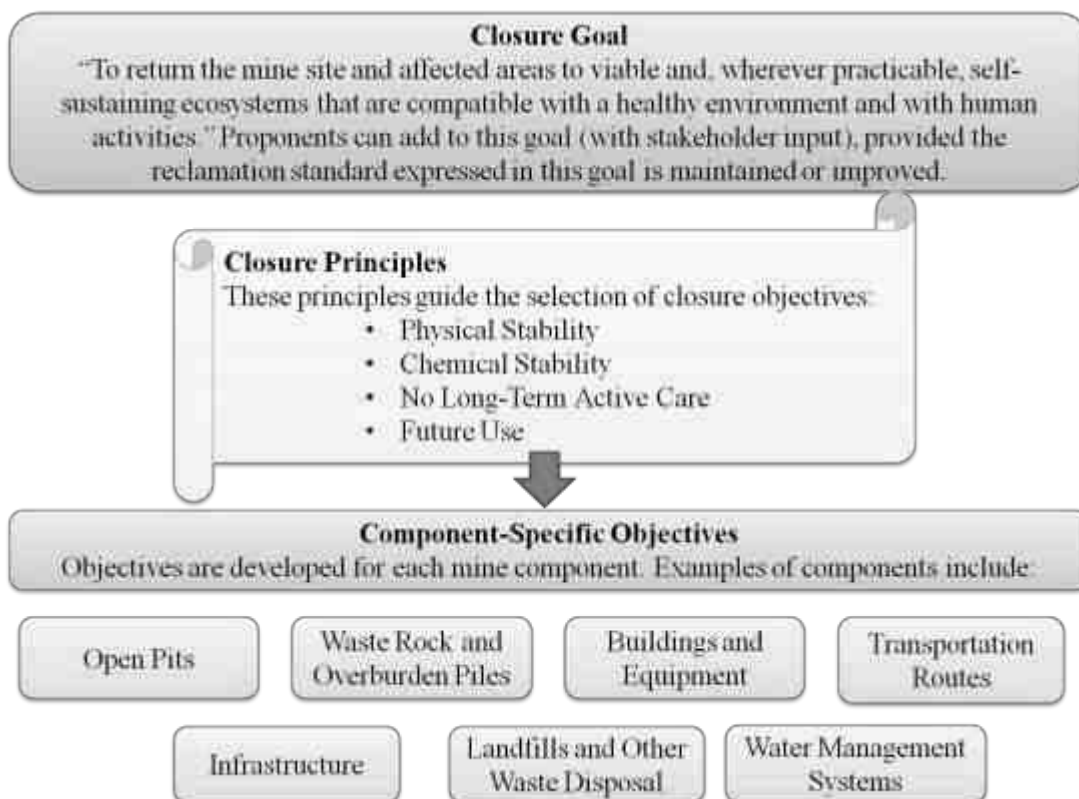 Closure Goal
“To return the mine site and affected areas to viable and, wherever practicable, self-
sustaining ecosystems that are compatible with a healthy environment and with human
activities.” Proponents can add to this goal (with stakeholder input), provided the
reclamation standard expressed in this goal is maintained or improved.
Closure Principles
These principles guide the selection of closure objectives:
• Physical Stability
• Chemical Stability
• No Long-Term Active Care
• Future Use
Component-Specific Objectives
Objectives are developed for each mine component. Examples of components include:
Open Pits
Waste Rock and
Overburden Piles
Buildings and
Equipment
Transportation
Routes
Infrastructure
Landfills and Other
Waste Disposal
Water Management
Systems